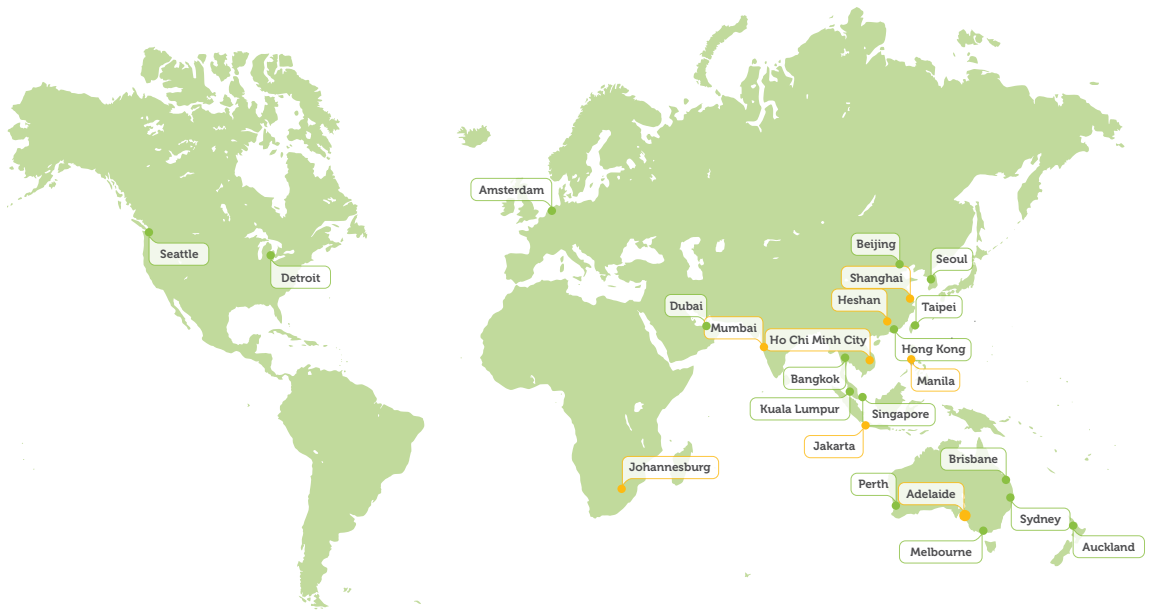 Amsterdam
Beijing
Seattle
Seoul
Detroit
Shanghai
Heshan
Dubai
Taipei
Mumbai
Ho Chi Minh City
Hong Kong
Bangkok
Manila
Kuala Lumpur
Singapore
Jakarta
Brisbane
Johannesburg
Perth
Adelaide
Sydney
Auckland
Melbourne